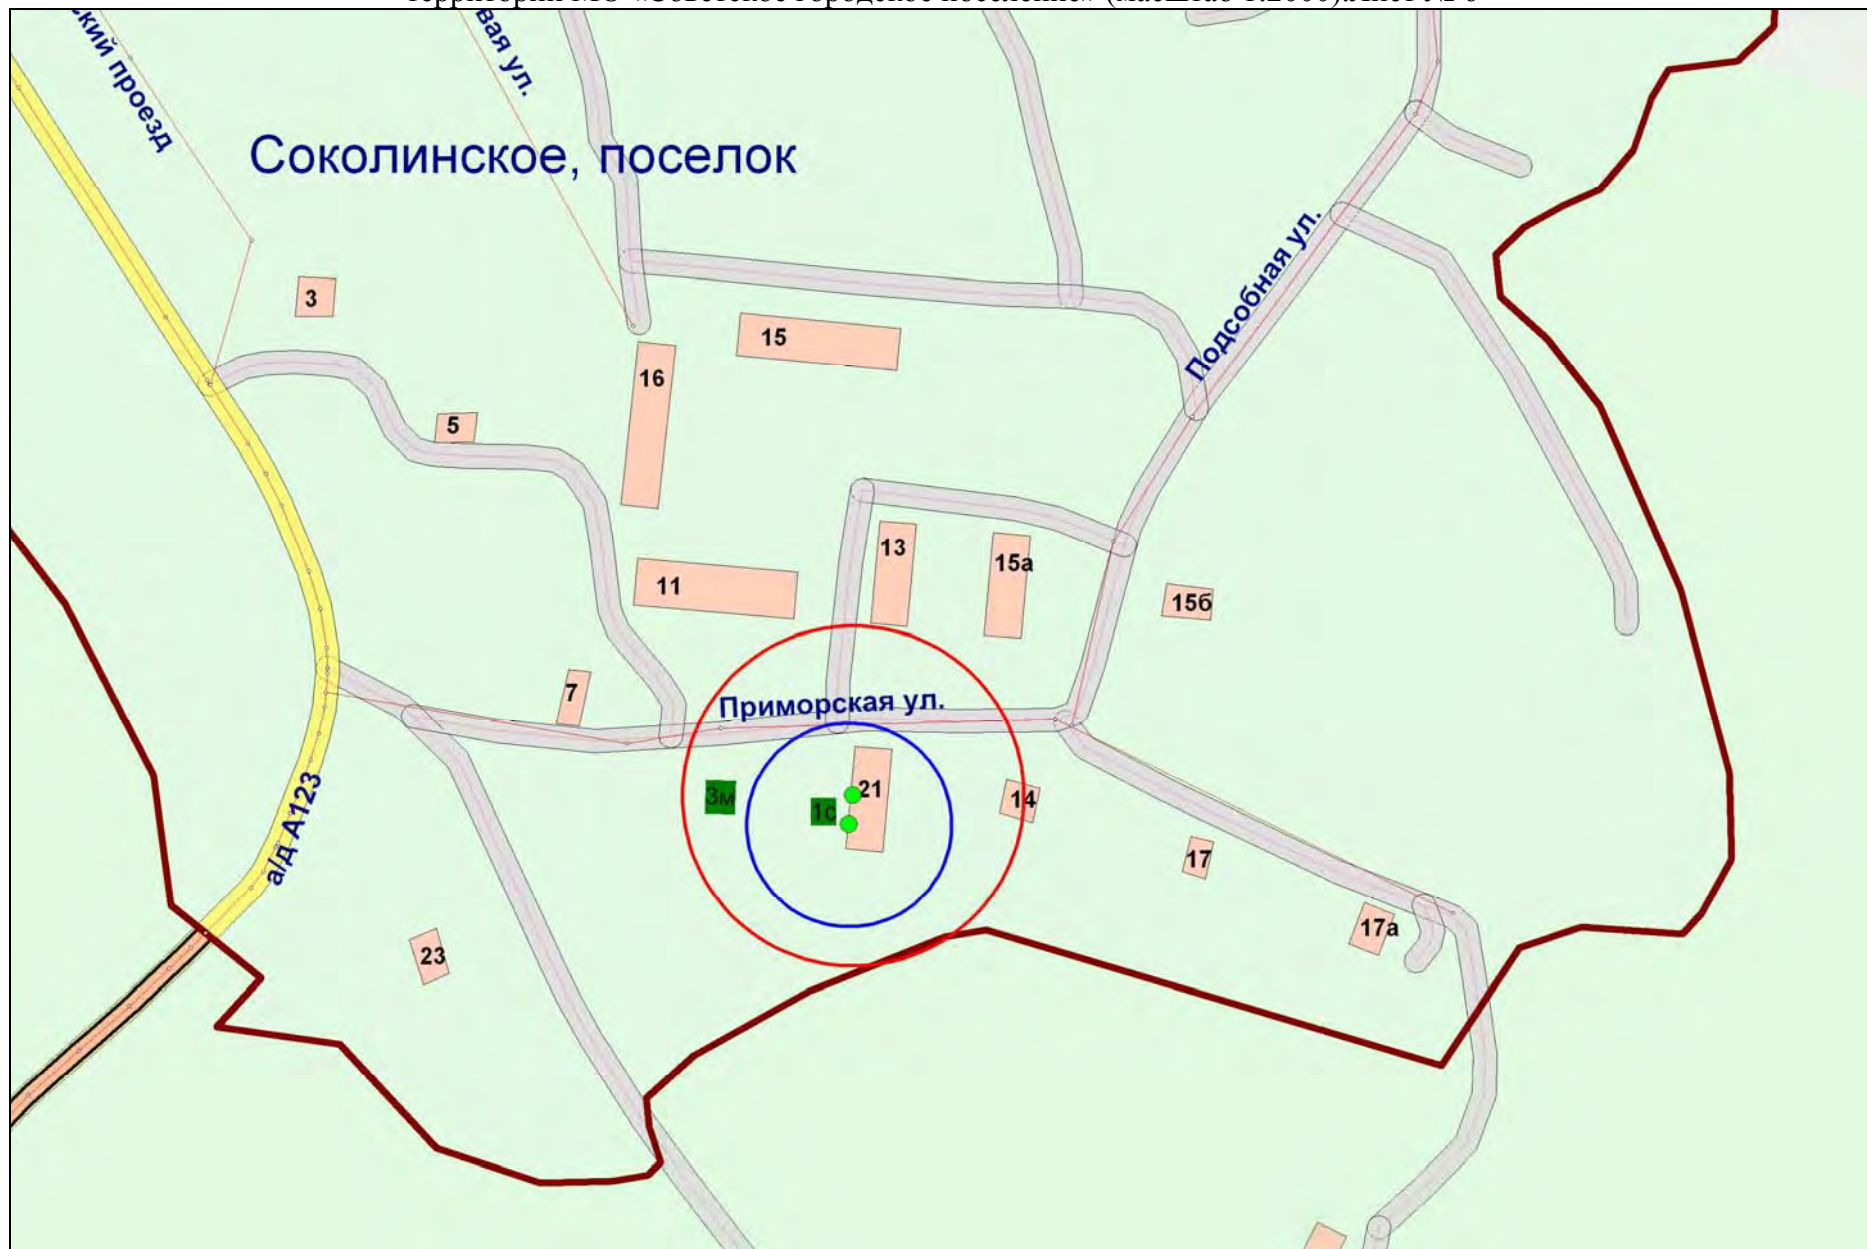 ский проезд
вая ул.
Соколинское, поселок
Подсобная ул.
3
15
16
5
13
15а
11
15б
7
Приморская ул.
3м
1с
21
14
а/д А123
17
17а
23